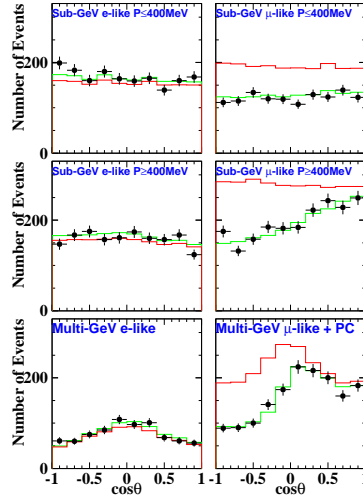 Sub-GeV e-like P≤400MeV
Sub-GeV μ-like P≤400MeV
Number of Events
200
0
Sub-GeV e-like P≥400MeV
Sub-GeV μ-like P≥400MeV
Number of Events
200
0
Multi-GeV e-like
Multi-GeV μ-like + PC
Number of Events
200
0
-1 -0.5 0 0.5 1
-1 -0.5 0 0.5 1
cosθ
cosθ